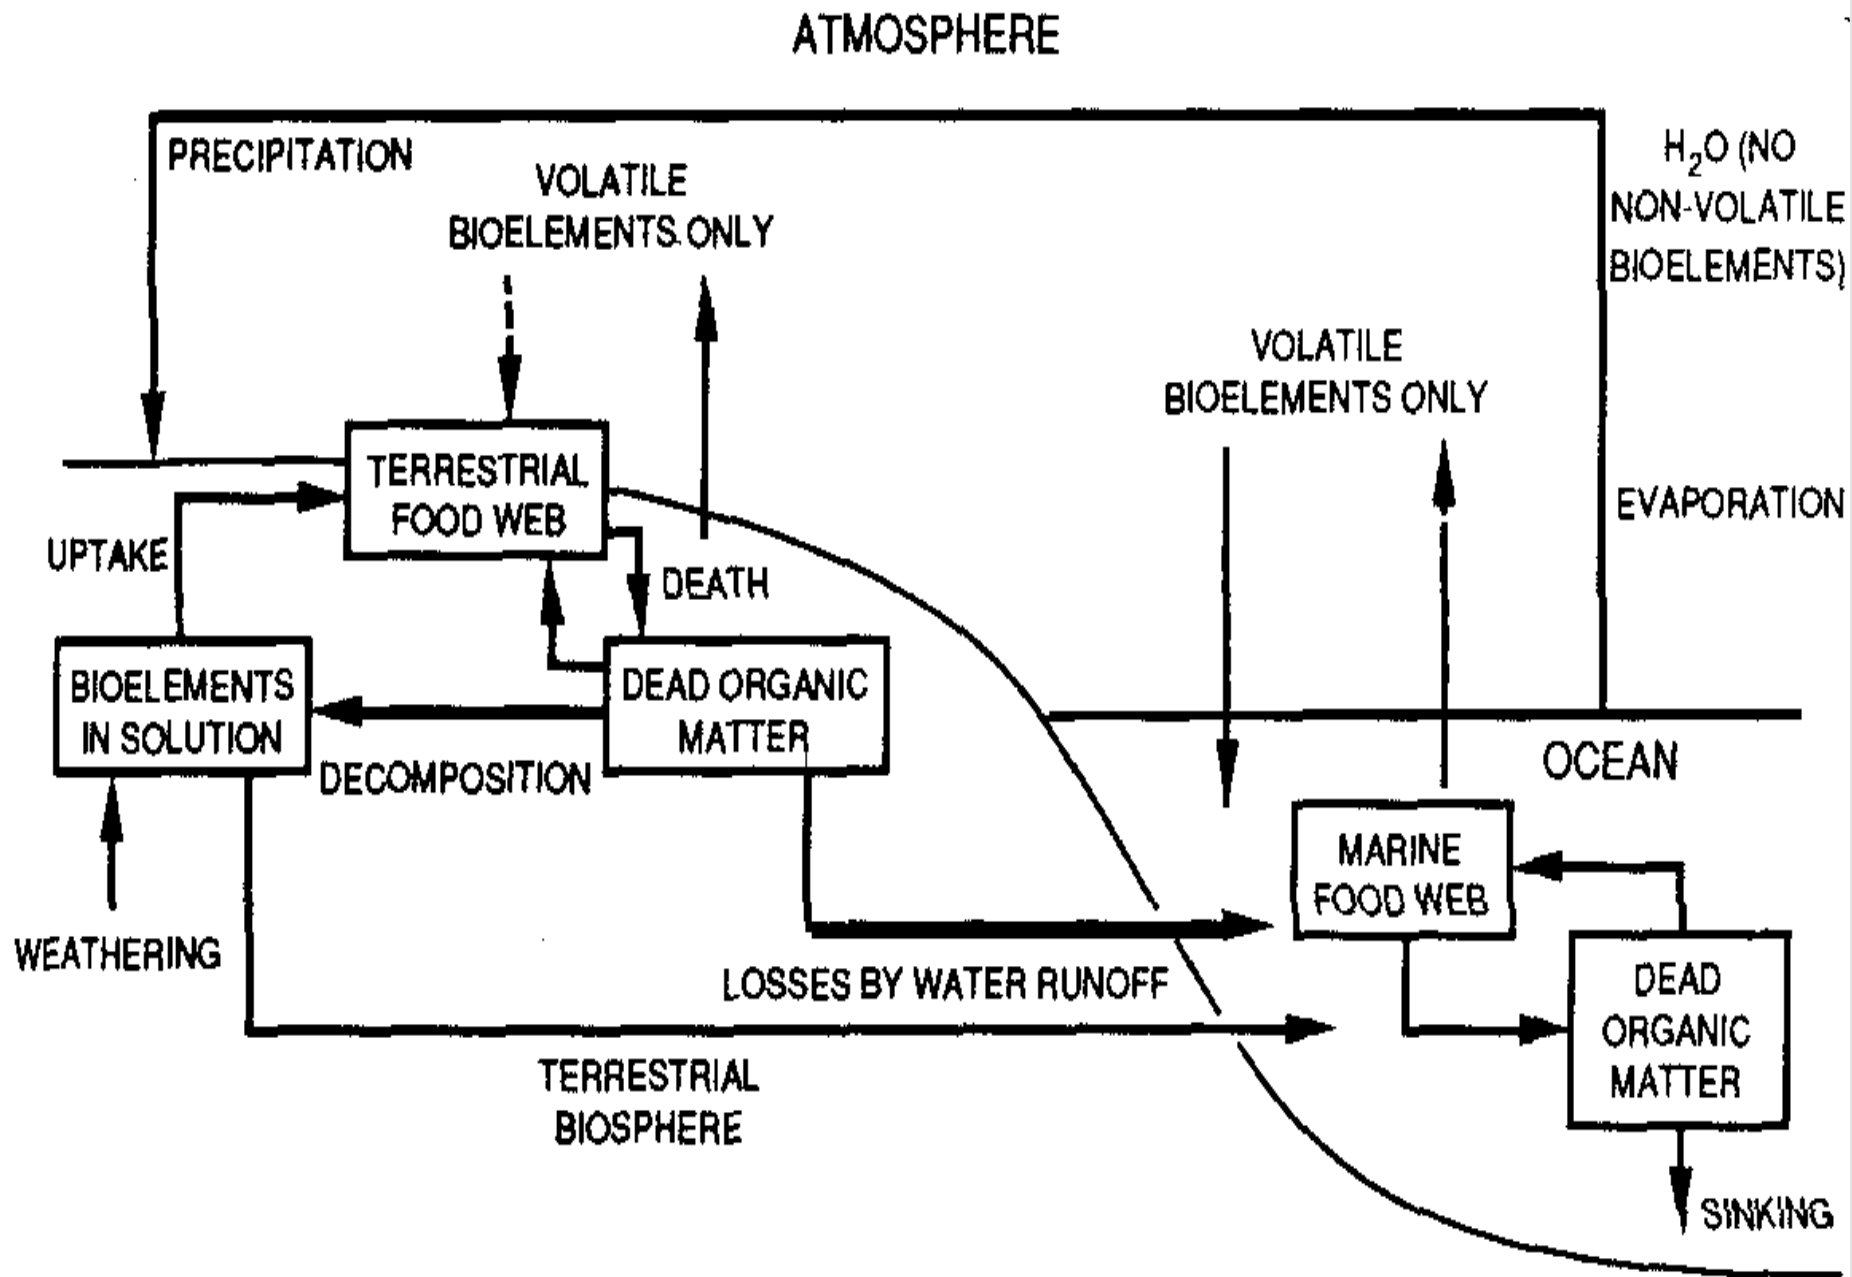 ATMOSPHERE
PRECIPITATION
VOLATILE
BIOELEMENTS ONLY
H₂O (NO
NON-VOLATILE
BIOELEMENTS)
VOLATILE
BIOELEMENTS ONLY
TERRESTRIAL
FOOD WEB
EVAPORATION
UPTAKE
DEATH
BIOELEMENTS
IN SOLUTION
DEAD ORGANIC
MATTER
DECOMPOSITION
OCEAN
MARINE
FOOD WEB
WEATHERING
LOSSES BY WATER RUNOFF
DEAD
ORGANIC
MATTER
TERRESTRIAL
BIOSPHERE
SINKING